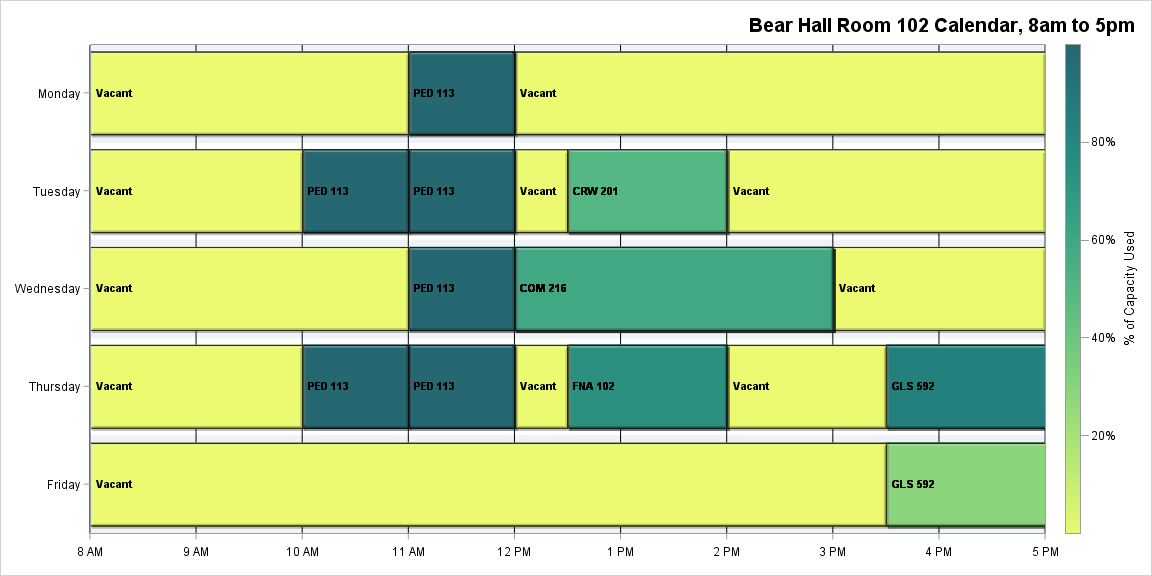 Bear Hall Room 102 Calendar, 8am to 5pm
Monday
Vacant
PED 113
Vacant
Tuesday
Vacant
PED 113
PED 113
Vacant
CRW 201
Vacant
Wednesday
Vacant
PED 113
COM 216
Vacant
Thursday
Vacant
PED 113
PED 113
Vacant
FNA 102
Vacant
GLS 592
Friday
Vacant
GLS 592
8 AM
9 AM
10 AM
11 AM
12 PM
1 PM
2 PM
3 PM
4 PM
5 PM
80%
60%
40%
20%
% of Capacity Used